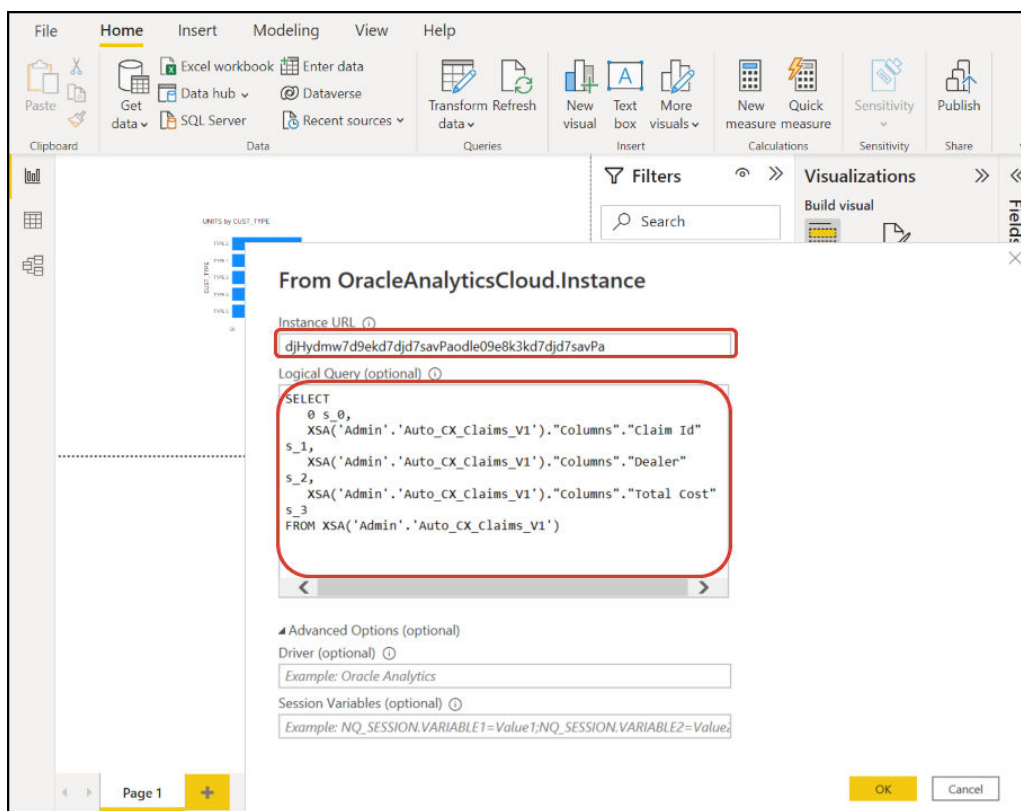 File Home Insert Modeling View Help
Paste
Clipboard
Get data
Excel workbook
Data hub
SQL Server
Enter data
Dataverse
Recent sources
Data
Transform data
Refresh
Queries
New visual
Text box
More visuals
Insert
New measure
Quick measure
Calculations
Sensitivity
Sensitivity
Publish
Share
Filters
Search
Visualizations
Build visual
Fields
UNITS by CUST_TYPE
CUST_TYPE
From OracleAnalyticsCloud.Instance
Instance URL
djHydmw7d9ekd7djd7savPaodle09e8k3kd7djd7savPa
Logical Query (optional)
SELECT
0 s_0,
XSA('Admin'.'Auto_CX_Claims_V1')."Columns"."Claim Id"
s_1,
XSA('Admin'.'Auto_CX_Claims_V1')."Columns"."Dealer"
s_2,
XSA('Admin'.'Auto_CX_Claims_V1')."Columns"."Total Cost"
s_3
FROM XSA('Admin'.'Auto_CX_Claims_V1')
Advanced Options (optional)
Driver (optional)
Example: Oracle Analytics
Session Variables (optional)
Example: NQ_SESSION.VARIABLE1=Value1;NQ_SESSION.VARIABLE2=Value2
OK Cancel
Page 1